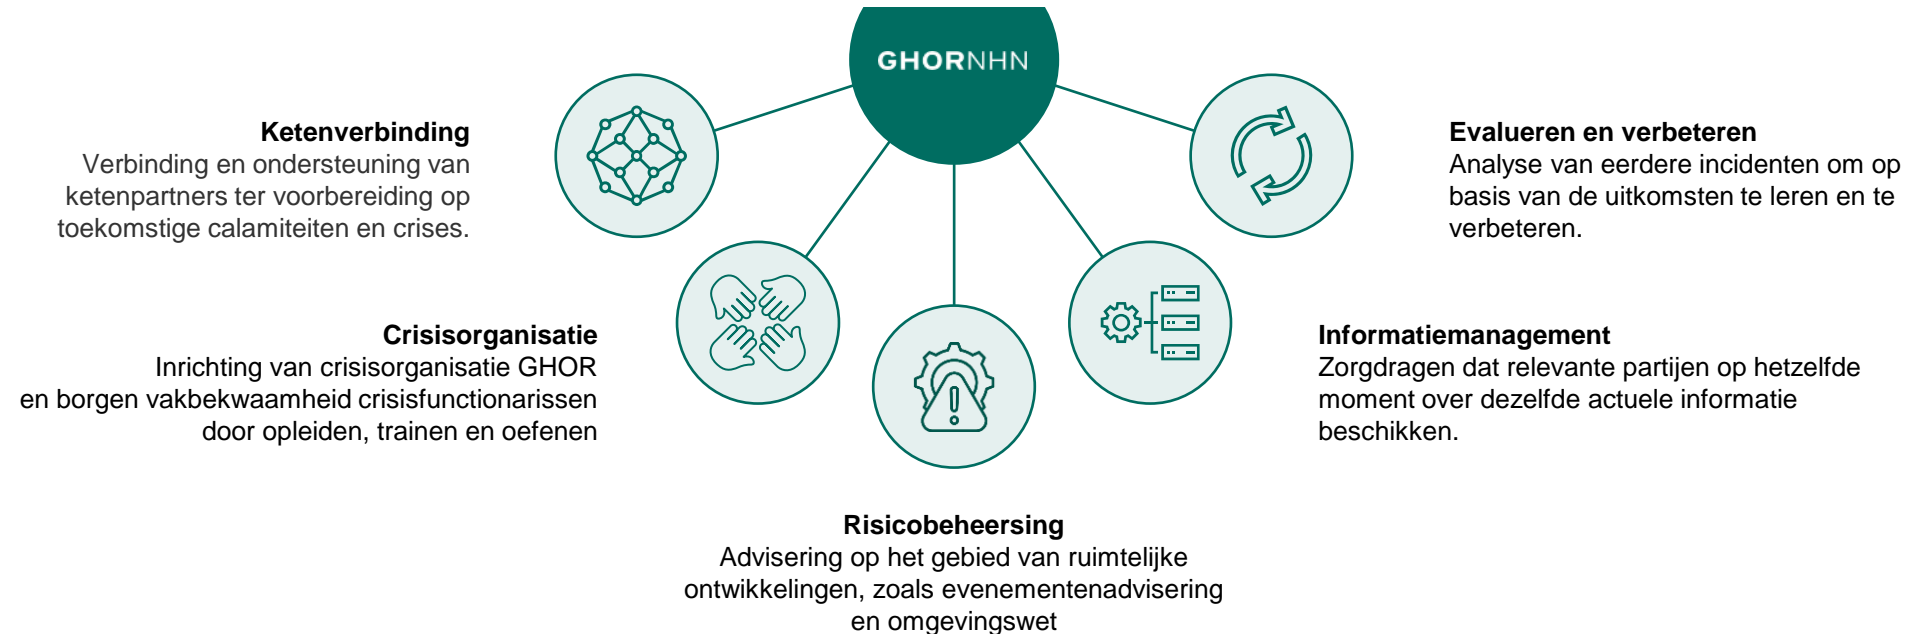 GHORNHN
Ketenverbinding
Verbinding en ondersteuning van
ketenpartners ter voorbereiding op
toekomstige calamiteiten en crises.
Crisisorganisatie
Inrichting van crisisorganisatie GHOR
en borgen vakbekwaamheid crisisfunctionarissen
door opleiden, trainen en oefenen
Risicobeheersing
Advisering op het gebied van ruimtelijke
ontwikkelingen, zoals evenementenadvisering
en omgevingswet
Informatiemanagement
Zorgdragen dat relevante partijen op hetzelfde
moment over dezelfde actuele informatie
beschikken.
Evalueren en verbeteren
Analyse van eerdere incidenten om op
basis van de uitkomsten te leren en te
verbeteren.